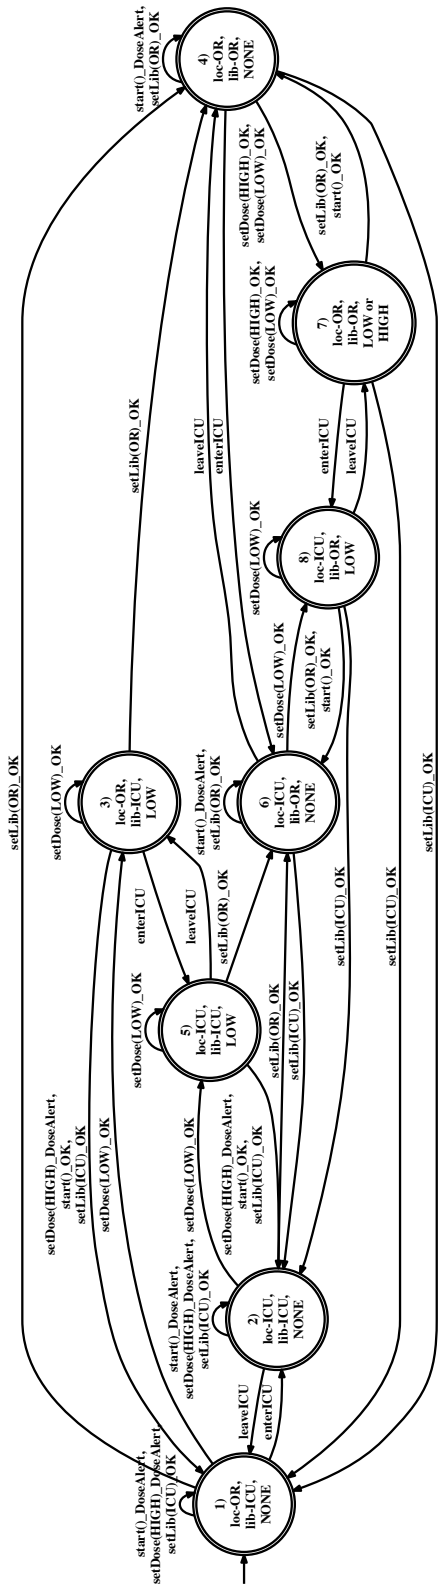 start()_DoseAlert,
setLib(OR)_OK
4)
loc-OR,
lib-OR,
NONE
setDose(HIGH)_OK,
setDose(LOW)_OK
setLib(OR)_OK,
start()_OK
setDose(HIGH)_OK,
setDose(LOW)_OK
7)
loc-OR,
lib-OR,
LOW or
HIGH
setLib(OR)_OK
leaveICU
enterICU
enterICU
leaveICU
setDose(LOW)_OK
8)
loc-ICU,
lib-OR,
LOW
setDose(LOW)_OK
setLib(OR)_OK,
start()_OK
setLib(OR)_OK
setDose(LOW)_OK
3)
loc-OR,
lib-ICU,
LOW
start()_DoseAlert,
setLib(OR)_OK
6)
loc-ICU,
lib-OR,
NONE
setLib(ICU)_OK
enterICU
leaveICU
setLib(OR)_OK
setLib(ICU)_OK
setLib(ICU)_OK
setDose(LOW)_OK
5)
loc-ICU,
lib-ICU,
LOW
setLib(OR)_OK
setLib(ICU)_OK
setDose(HIGH)_DoseAlert,
start()_OK,
setLib(ICU)_OK
setDose(LOW)_OK
setDose(LOW)_OK
setDose(HIGH)_DoseAlert,
start()_OK,
setLib(ICU)_OK
start()_DoseAlert,
setDose(HIGH)_DoseAlert,
setLib(ICU)_OK
2)
loc-ICU,
lib-ICU,
NONE
leaveICU
enterICU
start()_DoseAlert,
setDose(HIGH)_DoseAlert,
setLib(ICU)_OK
1)
loc-OR,
lib-ICU,
NONE